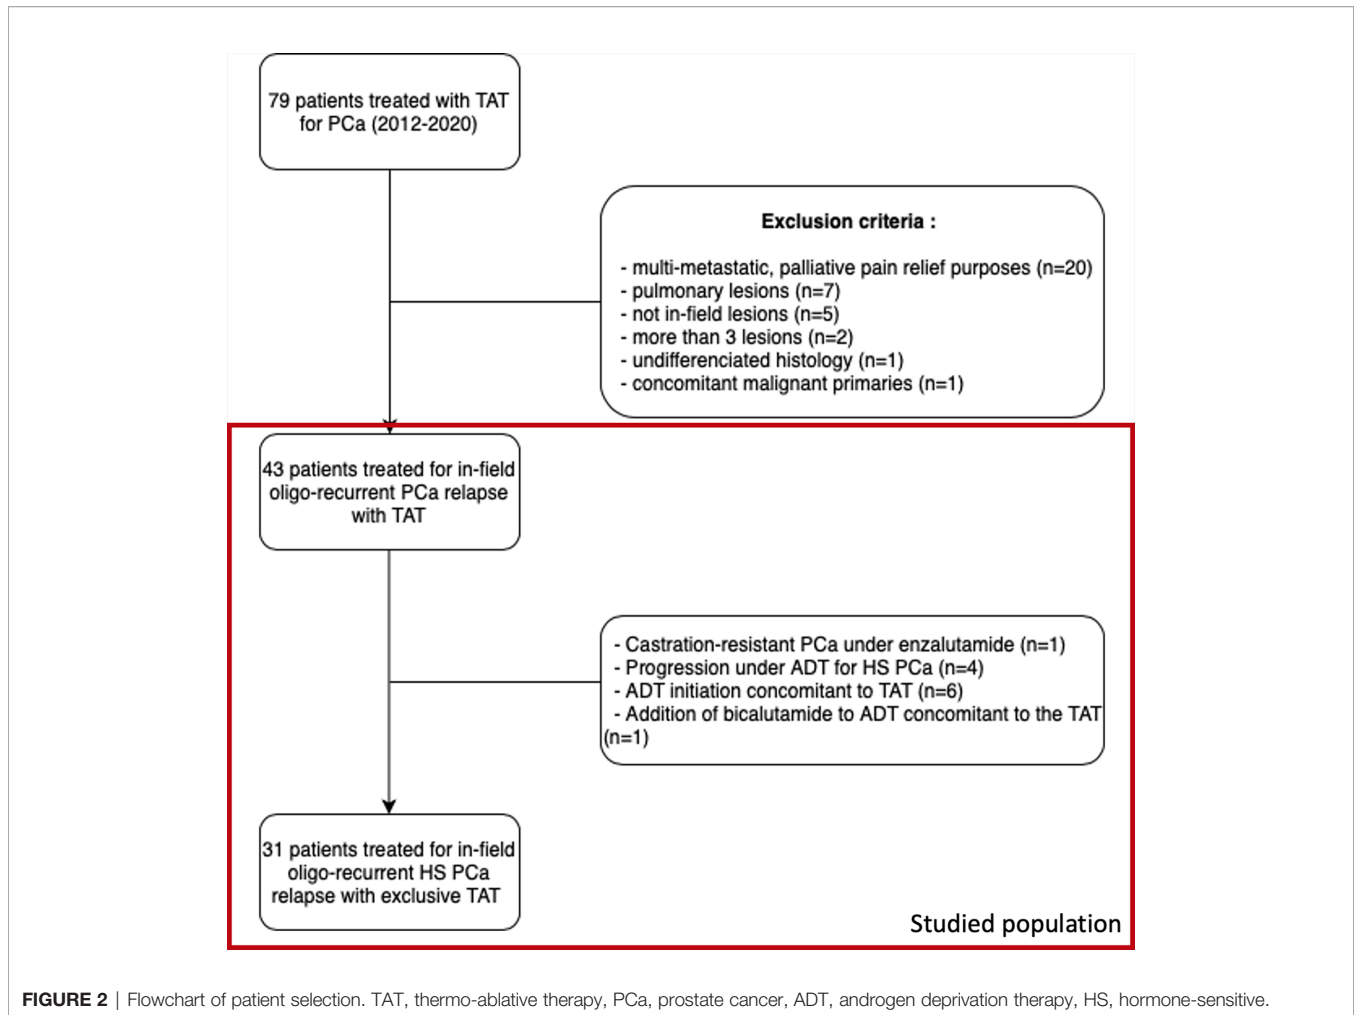 79 patients treated with TAT
for PCa (2012-2020)
Exclusion criteria :
- multi-metastatic, palliative pain relief purposes (n=20)
- pulmonary lesions (n=7)
- not in-field lesions (n=5)
- more than 3 lesions (n=2)
- undifferenciated histology (n=1)
- concomitant malignant primaries (n=1)
43 patients treated for in-field
oligo-recurrent PCa relapse
with TAT
- Castration-resistant PCa under enzalutamide (n=1)
- Progression under ADT for HS PCa (n=4)
- ADT initiation concomitant to TAT (n=6)
- Addition of bicalutamide to ADT concomitant to the TAT
(n=1)
31 patients treated for in-field
oligo-recurrent HS PCa
relapse with exclusive TAT
Studied population
FIGURE 2 | Flowchart of patient selection. TAT, thermo-ablative therapy, PCa, prostate cancer, ADT, androgen deprivation therapy, HS, hormone-sensitive.